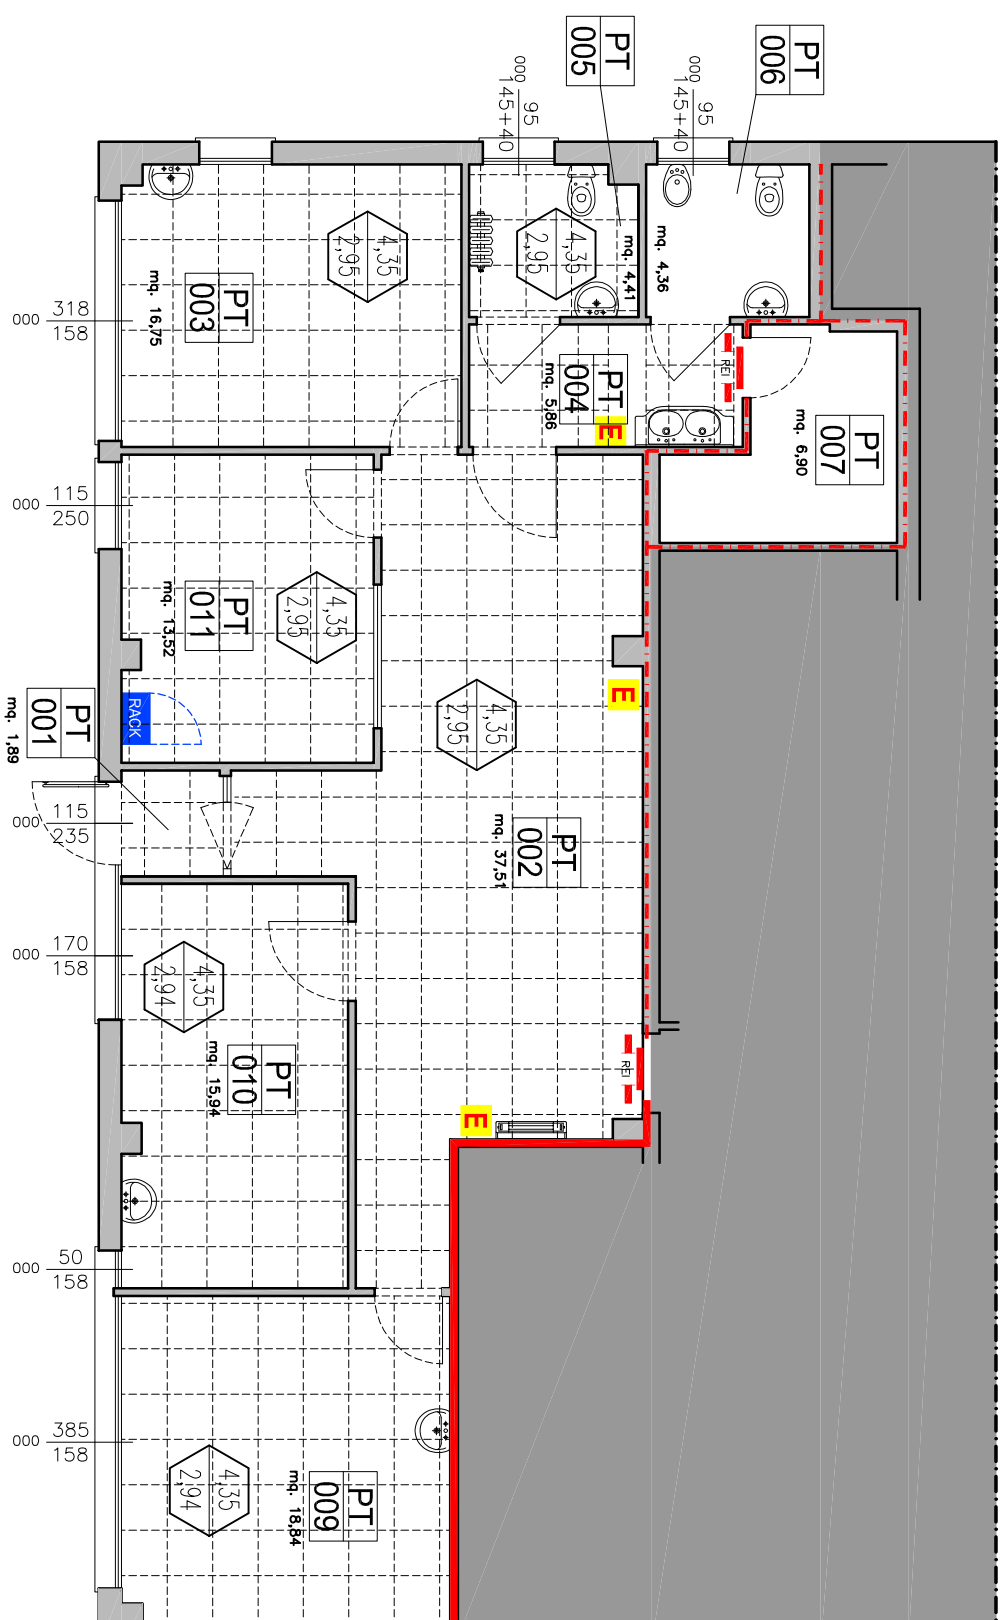 PT
006
PT
005
95
145+40
000
95
145+40
000
4,35
2,95
mq. 4,41
mq. 4,36
4,35
2,95
PT
003
mq. 16,75
318
158
000
PT
004
mq. 5,86
REI
E
PT
007
mq. 6,90
115
250
000
4,35
2,95
PT
011
mq. 13,52
RACK
E
4,35
2,95
PT
001
mq. 1,89
115
235
000
PT
002
mq. 37,51
170
158
000
4,35
2,94
PT
010
mq. 15,94
REI
E
50
158
000
385
158
000
4,35
2,94
PT
009
mq. 18,84